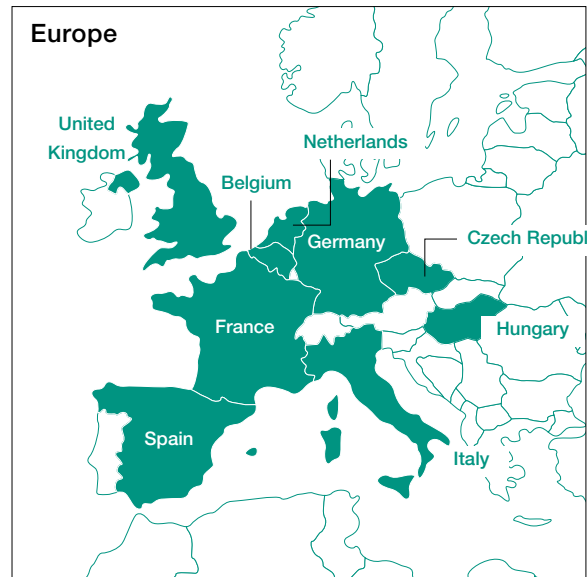 Europe
United
Kingdom
Netherlands
Belgium
Germany
Czech Republ
France
Hungary
Spain
Italy